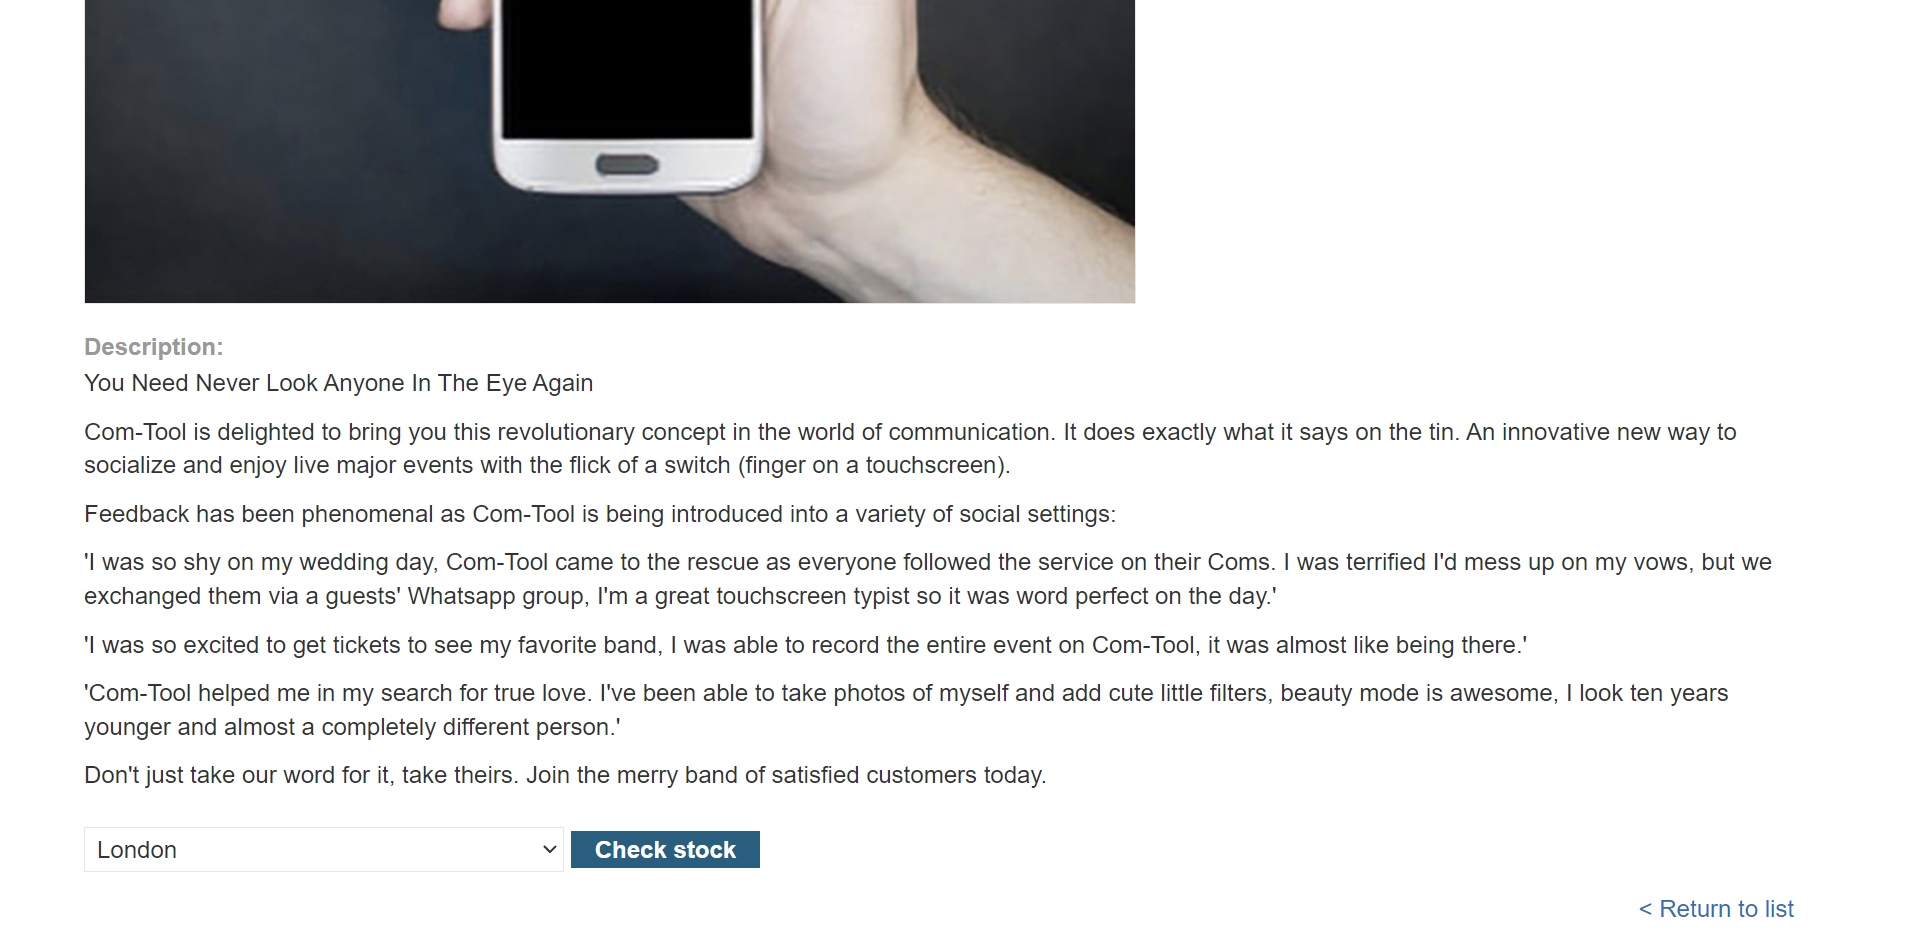 Description:
You Need Never Look Anyone In The Eye Again
Com-Tool is delighted to bring you this revolutionary concept in the world of communication. It does exactly what it says on the tin. An innovative new way to
socialize and enjoy live major events with the flick of a switch (finger on a touchscreen).
Feedback has been phenomenal as Com-Tool is being introduced into a variety of social settings:
'I was so shy on my wedding day, Com-Tool came to the rescue as everyone followed the service on their Coms. I was terrified I'd mess up on my vows, but we
exchanged them via a guests' Whatsapp group, I'm a great touchscreen typist so it was word perfect on the day.'
'I was so excited to get tickets to see my favorite band, I was able to record the entire event on Com-Tool, it was almost like being there.'
'Com-Tool helped me in my search for true love. I've been able to take photos of myself and add cute little filters, beauty mode is awesome, I look ten years
younger and almost a completely different person.'
Don't just take our word for it, take theirs. Join the merry band of satisfied customers today.
London
Check stock
< Return to list